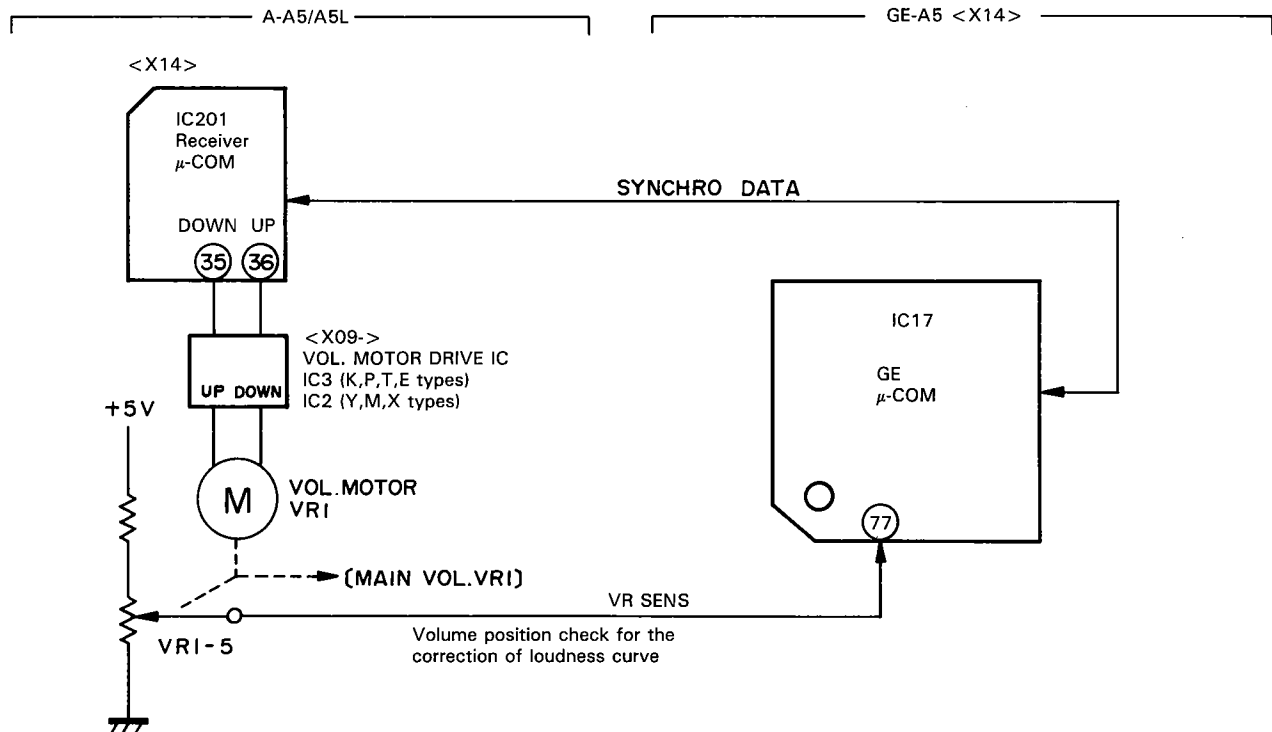 A-A5/A5L
GE-A5 <X14>
<X14>
IC201
Receiver
μ-COM
SYNCHRO DATA
DOWN UP
35 36
IC17
GE
μ-COM
<X09->
VOL. MOTOR DRIVE IC
IC3 (K,P,T,E types)
IC2 (Y,M,X types)
UP DOWN
+5V
M
VOL.MOTOR
VR1
77
(MAIN VOL.VR1)
VR SENS
VR1-5
Volume position check for the
correction of loudness curve